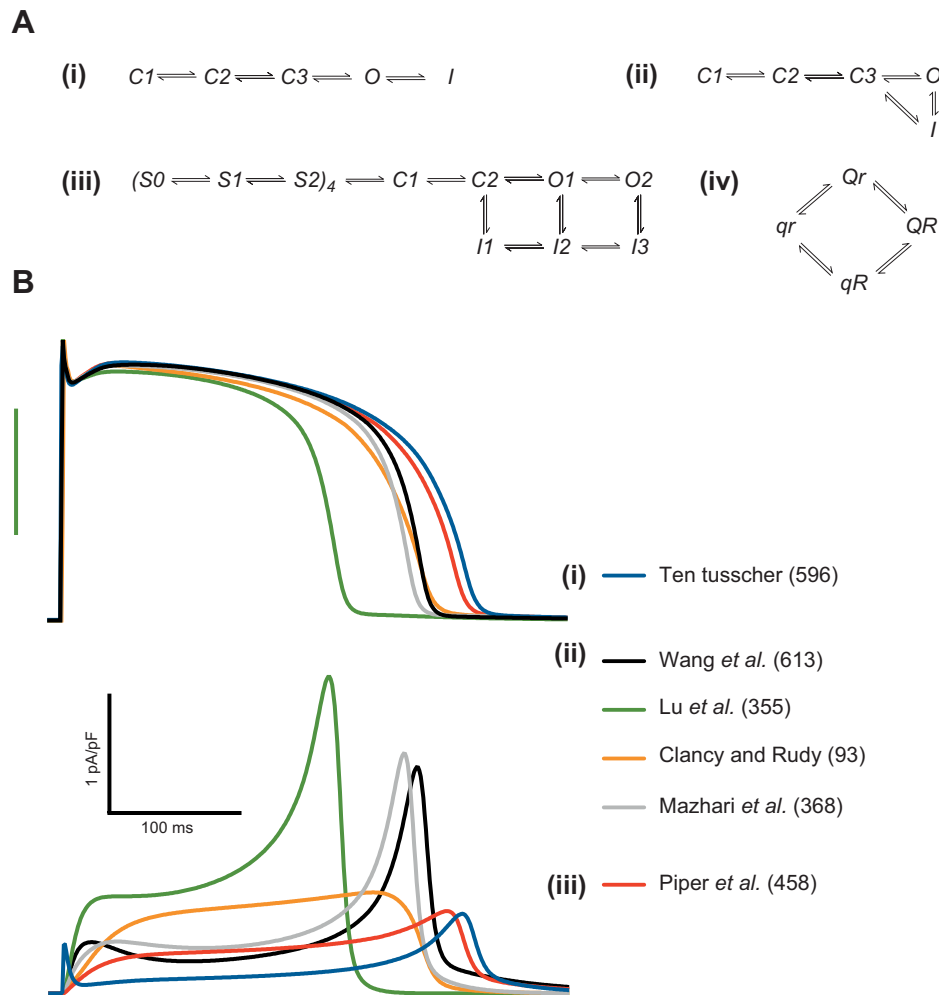 A
(i) C1 C2 C3 O I
(ii) C1 C2 C3 O
I
(iii) (S0 S1 S2)4 C1 C2 O1 O2
I1 I2 I3
(iv) Qr
qr QR
qR
B
(i) Ten tusscher (596)
(ii) Wang et al. (613)
Lu et al. (355)
Clancy and Rudy (93)
Mazhari et al. (368)
(iii) Piper et al. (458)
1 pA/pF
100 ms